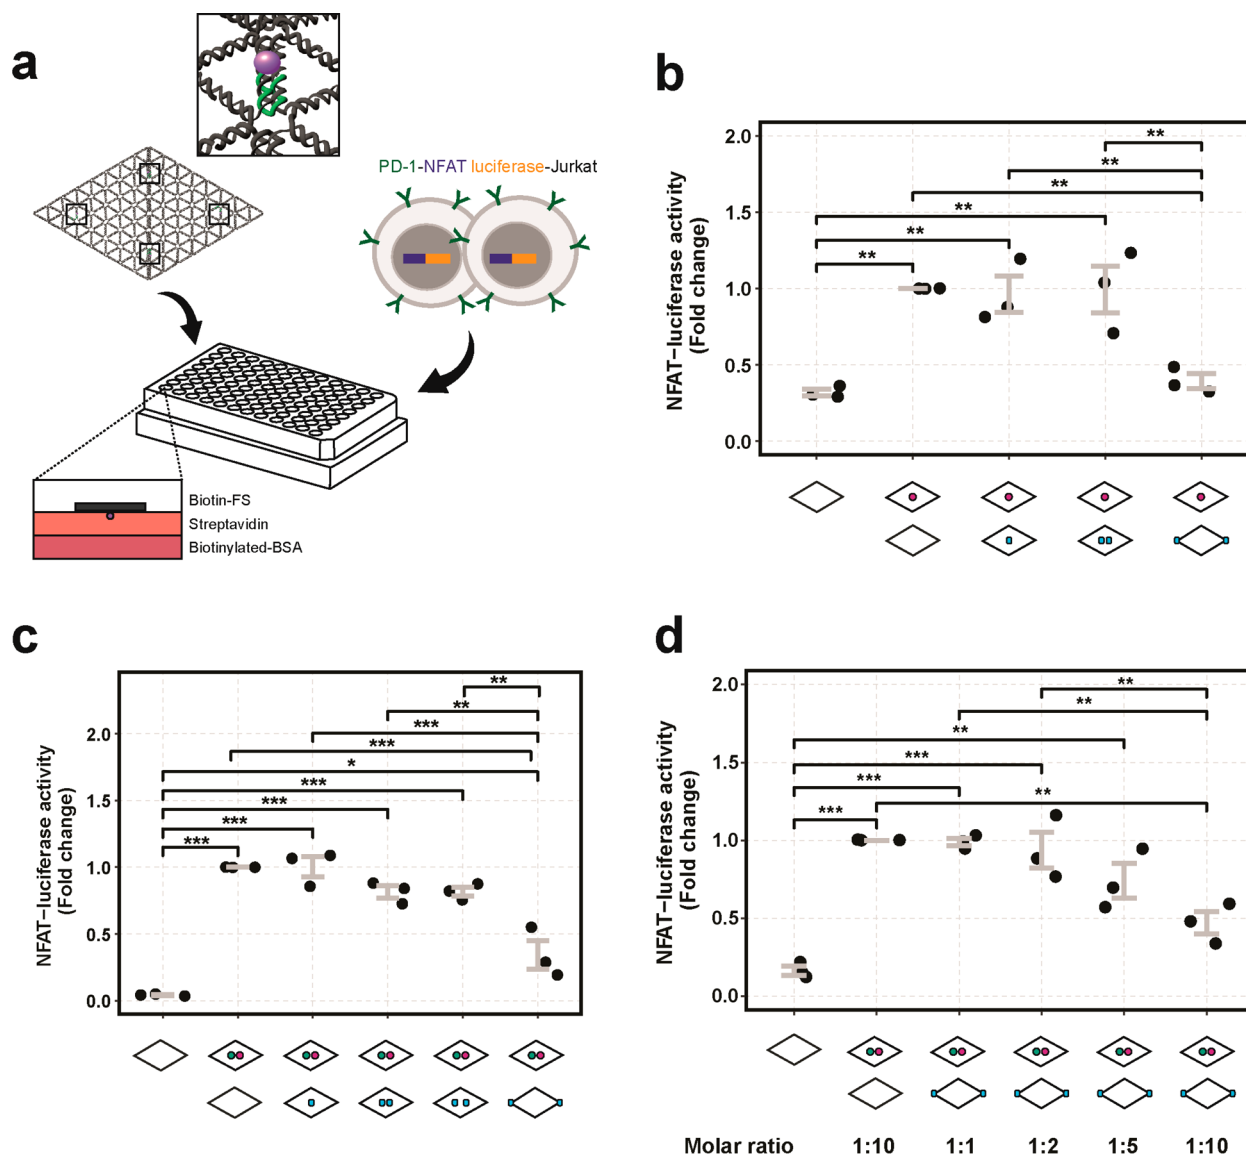 a
PD-1-NFAT luciferase-Jurkat
Biotin-FS
Streptavidin
Biotinylated-BSA
b
NFAT−luciferase activity
(Fold change)
2.0
1.5
1.0
0.5
0.0
**
**
**
**
**
**
c
NFAT−luciferase activity
(Fold change)
2.0
1.5
1.0
0.5
0.0
**
**
***
***
*
***
***
***
***
d
NFAT−luciferase activity
(Fold change)
2.0
1.5
1.0
0.5
0.0
**
**
**
***
***
**
***
Molar ratio 1:10 1:1 1:2 1:5 1:10